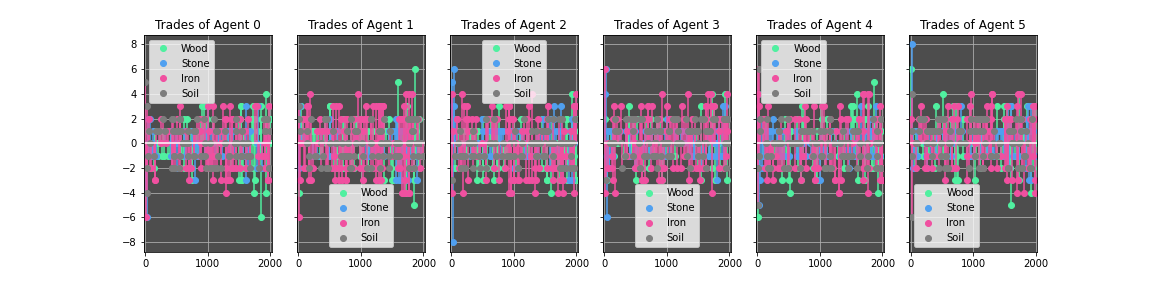 Trades of Agent 0 Trades of Agent 1 Trades of Agent 2 Trades of Agent 3 Trades of Agent 4 Trades of Agent 5
8
6
4
2
0
−2
−4
−6
−8
Wood
Stone
Iron
Soil
0 1000 2000
Wood
Stone
Iron
Soil
0 1000 2000
Wood
Stone
Iron
Soil
0 1000 2000
Wood
Stone
Iron
Soil
0 1000 2000
Wood
Stone
Iron
Soil
0 1000 2000
Wood
Stone
Iron
Soil
0 1000 2000